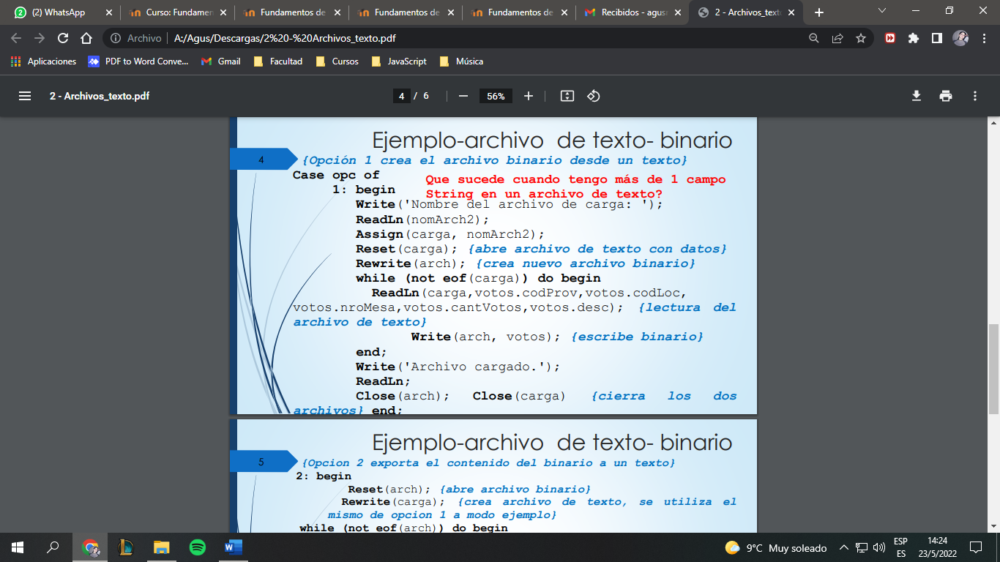 2
(2) WhatsApp
Curso: Fundamen
Fundamentos de
Fundamentos de
Fundamentos de
Recibidos - agusr
2 - Archivos_texto
Archivo
A:/Agus/Descargas/2%20-%20Archivos_texto.pdf
Aplicaciones
PDF to Word Conve...
Gmail
Facultad
Cursos
JavaScript
Música
2 - Archivos_texto.pdf
4 / 6
56%
Ejemplo-archivo de texto- binario
4
{Opción 1 crea el archivo binario desde un texto}
Case opc of
Que sucede cuando tengo más de 1 campo
1: begin
String en un archivo de texto?
Write('Nombre del archivo de carga: ');
ReadLn(nomArch2);
Assign(carga, nomArch2);
Reset(carga); {abre archivo de texto con datos}
Rewrite(arch); {crea nuevo archivo binario}
while (not eof(carga)) do begin
ReadLn(carga,votos.codProv,votos.codLoc,
votos.nroMesa,votos.cantVotos,votos.desc); {lectura del
archivo de texto}
Write(arch, votos); {escribe binario}
end;
Write('Archivo cargado.');
ReadLn;
Close(arch); Close(carga) {cierra los dos
archivos} end;
Ejemplo-archivo de texto- binario
5
{Opcion 2 exporta el contenido del binario a un texto}
2: begin
Reset(arch); {abre archivo binario}
Rewrite(carga); {crea archivo de texto, se utiliza el
mismo de opcion 1 a modo ejemplo}
while (not eof(arch)) do begin
9°C Muy soleado
ESP
ES
14:24
23/5/2022